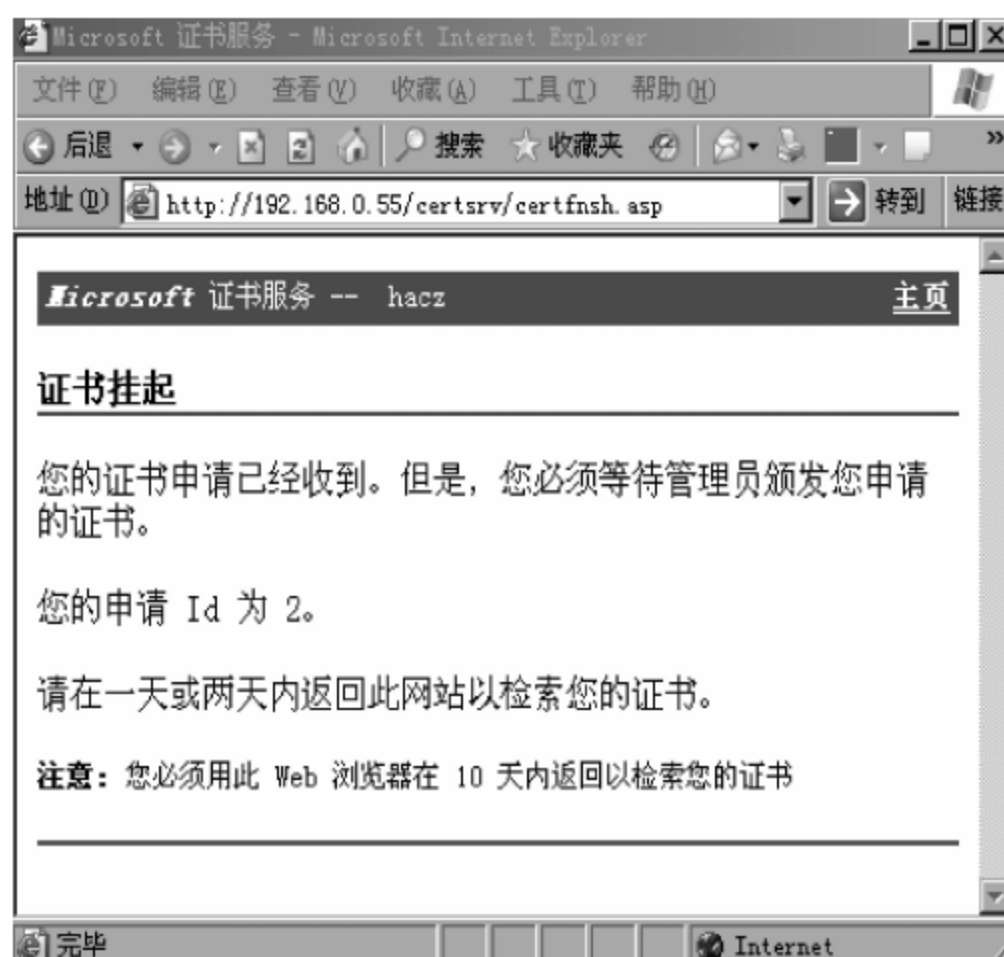 Microsoft 证书服务 - Microsoft Internet Explorer
文件(F) 编辑(E) 查看(V) 收藏(A) 工具(T) 帮助(H)
后退 搜索 收藏夹 »
地址(D) http://192.168.0.55/certsrv/certfnsh.asp 转到 链接
Microsoft 证书服务 -- hacz 主页
证书挂起
您的证书申请已经收到。但是，您必须等待管理员颁发您申请
的证书。
您的申请 Id 为 2。
请在一天或两天内返回此网站以检索您的证书。
注意: 您必须用此 Web 浏览器在 10 天内返回以检索您的证书
完毕 Internet